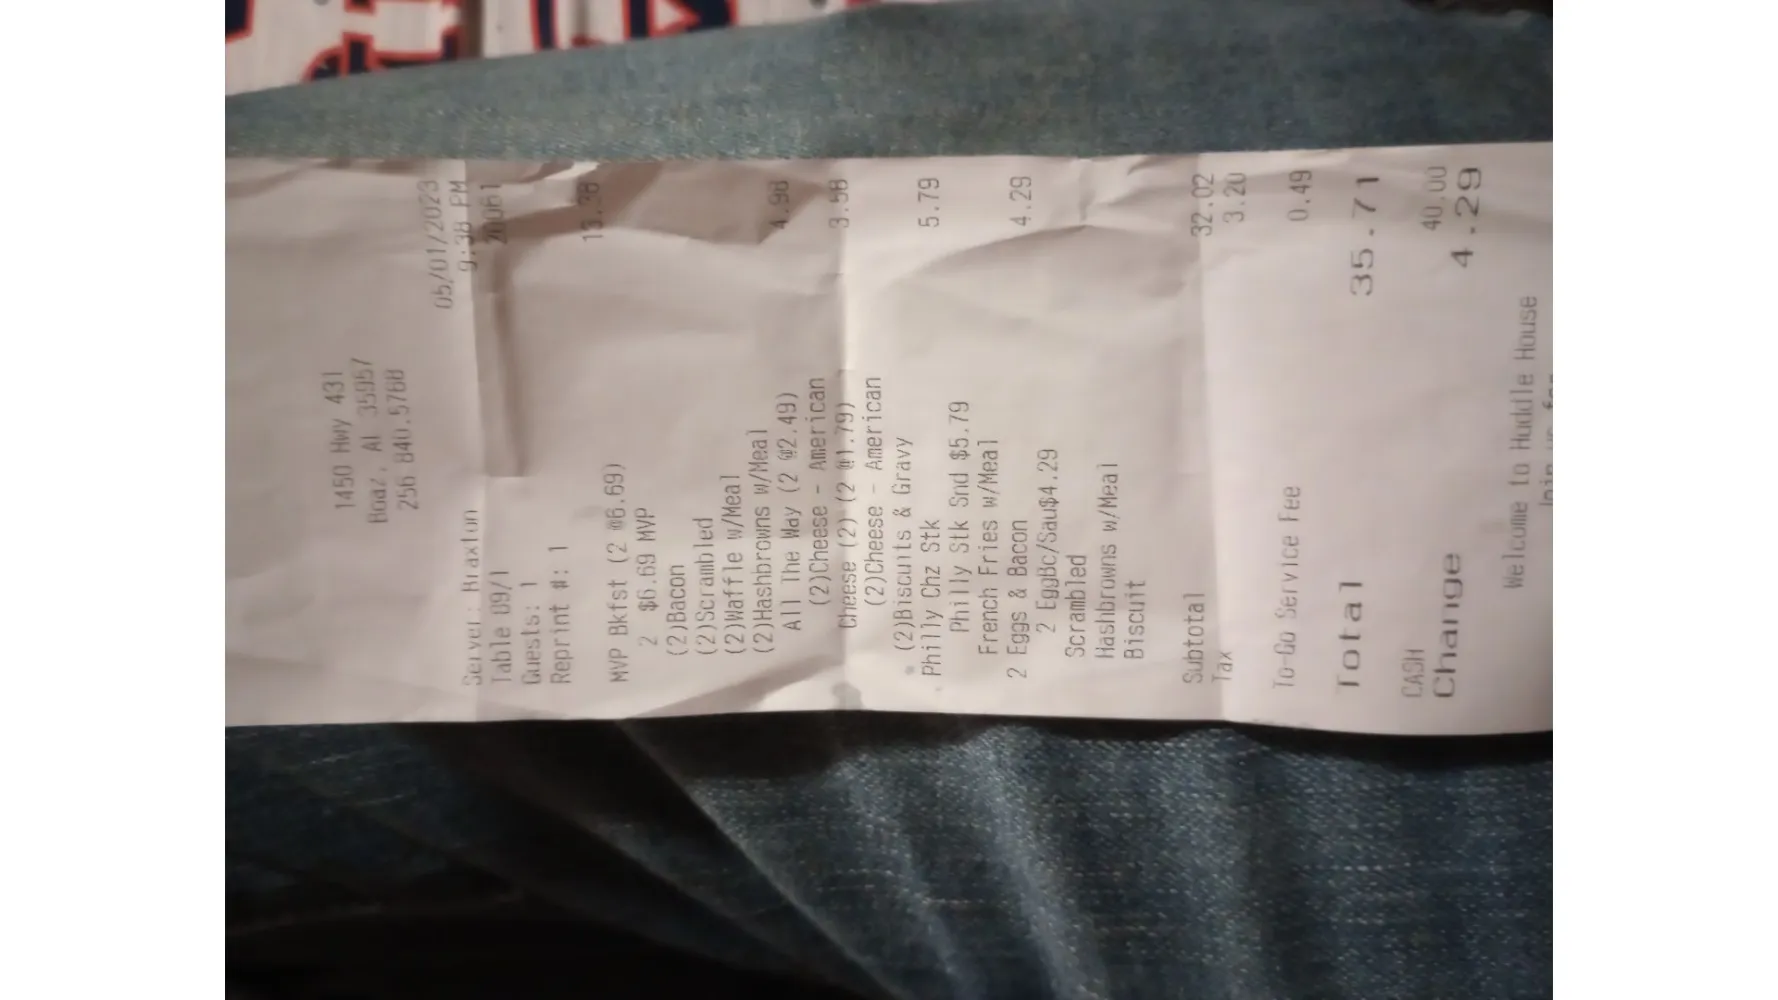 1450 Hwy 431
Boaz, Al 35957
256 840.5768
05/01/2023
Server: Braxton 9:38 PM
Table 09/1 20061
Guests: 1
Reprint #: 1
MVP Bkfst (2 @6.69) 13.38
2 $6.69 MVP
(2)Bacon
(2)Scrambled
(2)Waffle w/Meal
(2)Hashbrowns w/Meal
All The Way (2 @2.49) 4.98
(2)Cheese - American
Cheese (2) (2 @1.79) 3.58
(2)Cheese - American
(2)Biscuits & Gravy
Philly Chz Stk 5.79
Philly Stk Snd $5.79
French Fries w/Meal
2 Eggs & Bacon 4.29
2 EggBc/Sau$4.29
Scrambled
Hashbrowns w/Meal
Biscuit
Subtotal 32.02
Tax 3.20
To-Go Service Fee 0.49
Total 35.71
CASH 40.00
Change 4.29
Welcome to Huddle House